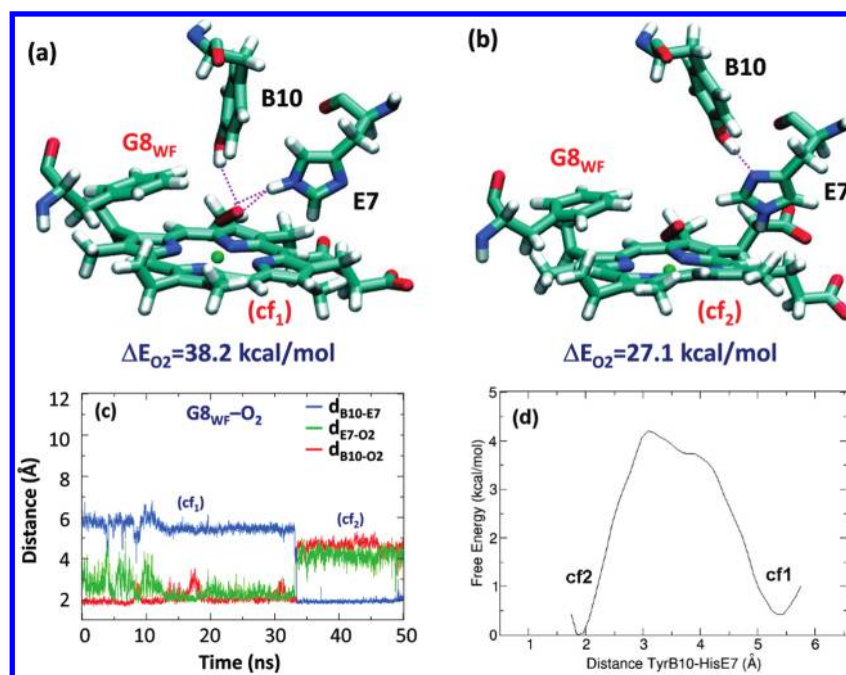 (a)
B10
G8WF
E7
(cf1)
ΔEO2=38.2 kcal/mol
(b)
B10
G8WF
E7
(cf2)
ΔEO2=27.1 kcal/mol
(c)
G8WF–O2
dB10-E7
dE7-O2
dB10-O2
(cf1)
(cf2)
12
10
8
6
4
2
Distance (Å)
0 10 20 30 40 50
Time (ns)
(d)
5
4
3
2
1
0
Free Energy (kcal/mol)
cf2
cf1
1 2 3 4 5 6
Distance TyrB10-HisE7 (Å)